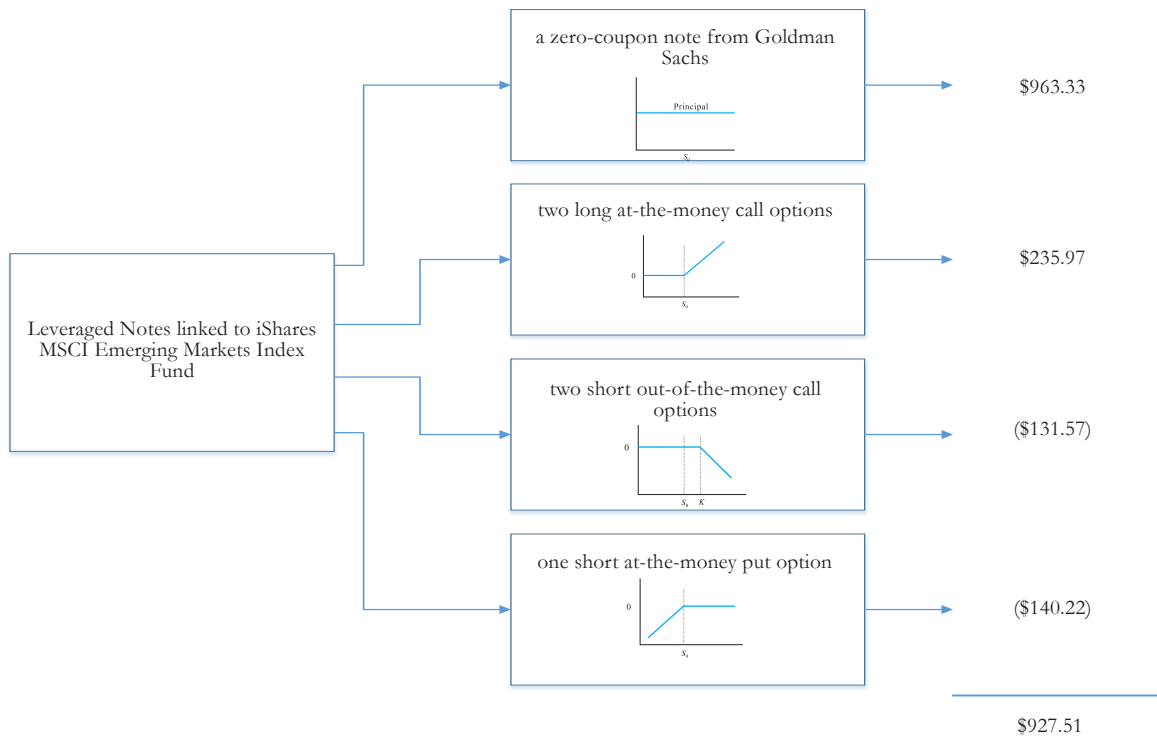 Leveraged Notes linked to iShares
MSCI Emerging Markets Index
Fund
a zero-coupon note from Goldman
Sachs
Principal
S₀
$963.33
two long at-the-money call options
0
S₀
$235.97
two short out-of-the-money call
options
0
S₀ K
($131.57)
one short at-the-money put option
0
S₀
($140.22)
$927.51